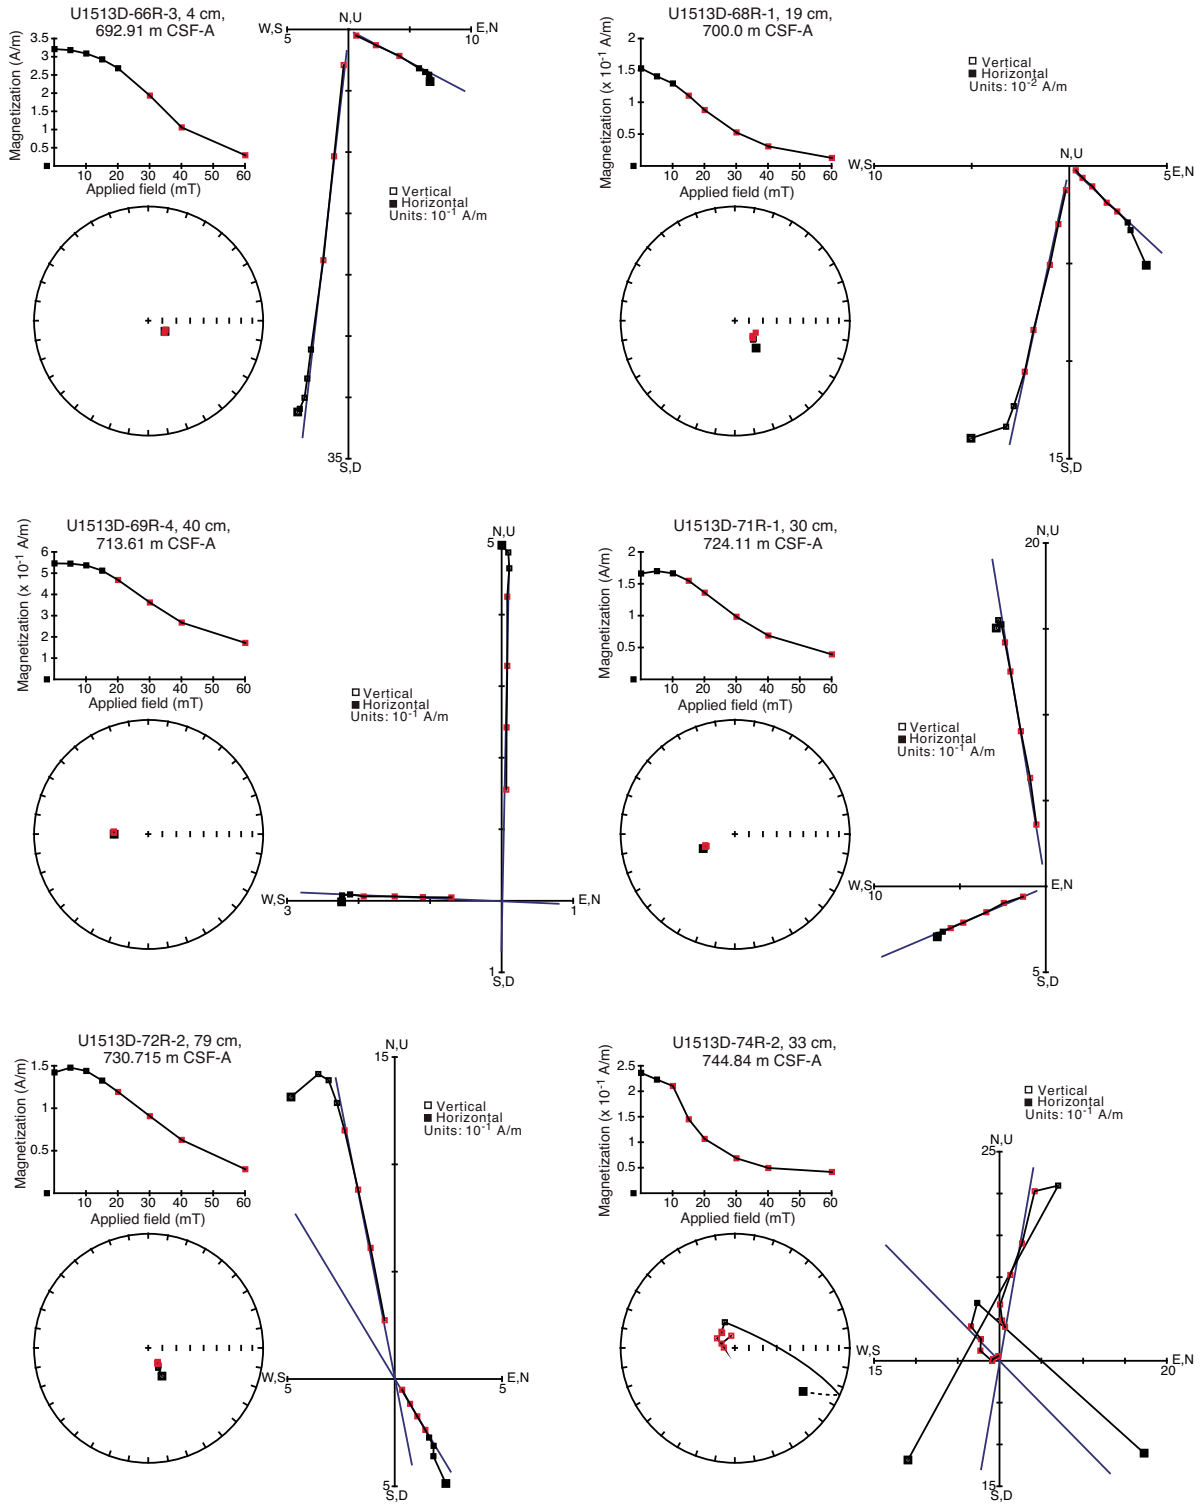 U1513D-66R-3, 4 cm,
692.91 m CSF-A
Magnetization (A/m)
3.5
3
2.5
2
1.5
1
0.5
10 20 30 40 50 60
Applied field (mT)
N,U
W,S
5
10
E,N
Vertical
Horizontal
Units: 10-1 A/m
35
S,D
U1513D-68R-1, 19 cm
700.0 m CSF-A
Magnetization (x 10-1 A/m)
2
1.5
1
0.5
10 20 30 40 50 60
Applied field (mT)
Vertical
Horizontal
Units: 10-2 A/m
N,U
W,S
10
5
E,N
15
S,D
U1513D-69R-4, 40 cm,
713.61 m CSF-A
Magnetization (x 10-1 A/m)
6
5
4
3
2
1
10 20 30 40 50 60
Applied field (mT)
N,U
5
Vertical
Horizontal
Units: 10-1 A/m
W,S
3
E,N
1
1
S,D
U1513D-71R-1, 30 cm
724.11 m CSF-A
Magnetization (A/m)
2
1.5
1
0.5
10 20 30 40 50 60
Applied field (mT)
N,U
20
Vertical
Horizontal
Units: 10-1 A/m
W,S
10
E,N
5
S,D
U1513D-72R-2, 79 cm
730.715 m CSF-A
Magnetization (A/m)
1.5
1
0.5
10 20 30 40 50 60
Applied field (mT)
N,U
15
Vertical
Horizontal
Units: 10-1 A/m
W,S
5
E,N
5
5
S,D
U1513D-74R-2, 33 cm
744.84 m CSF-A
Magnetization (x 10-1 A/m)
2.5
2
1.5
1
0.5
10 20 30 40 50 60
Applied field (mT)
Vertical
Horizontal
Units: 10-1 A/m
N,U
25
W,S
15
E,N
20
15
S,D